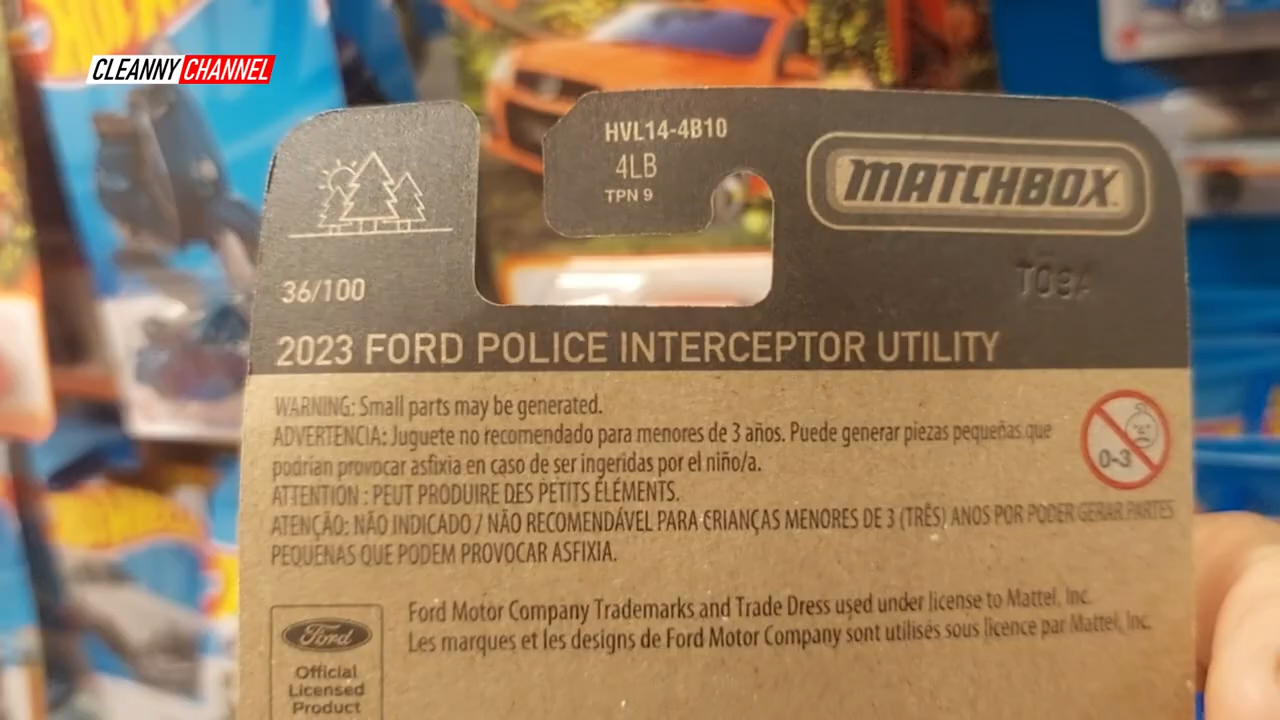 CLEANNY CHANNEL
HVL14-4B10
4LB
TPN 9
MATCHBOX
36/100
2023 FORD POLICE INTERCEPTOR UTILITY
WARNING: Small parts may be generated.
ADVERTENCIA: Juguete no recomendado para menores de 3 años. Puede generar piezas pequeñas que
podrían provocar asfixia en caso de ser ingeridas por el niño/a.
0-3
ATTENTION : PEUT PRODUIRE DES PETITS ÉLÉMENTS.
ATENÇÃO: NÃO INDICADO / NÃO RECOMENDÁVEL PARA CRIANÇAS MENORES DE 3 (TRÊS) ANOS POR PODER GERAR PARTES
PEQUENAS QUE PODEM PROVOCAR ASFIXIA.
Ford Motor Company Trademarks and Trade Dress used under license to Mattel, Inc.
Les marques et les designs de Ford Motor Company sont utilisés sous licence par Mattel, Inc.
Ford
Official
Licensed
Product